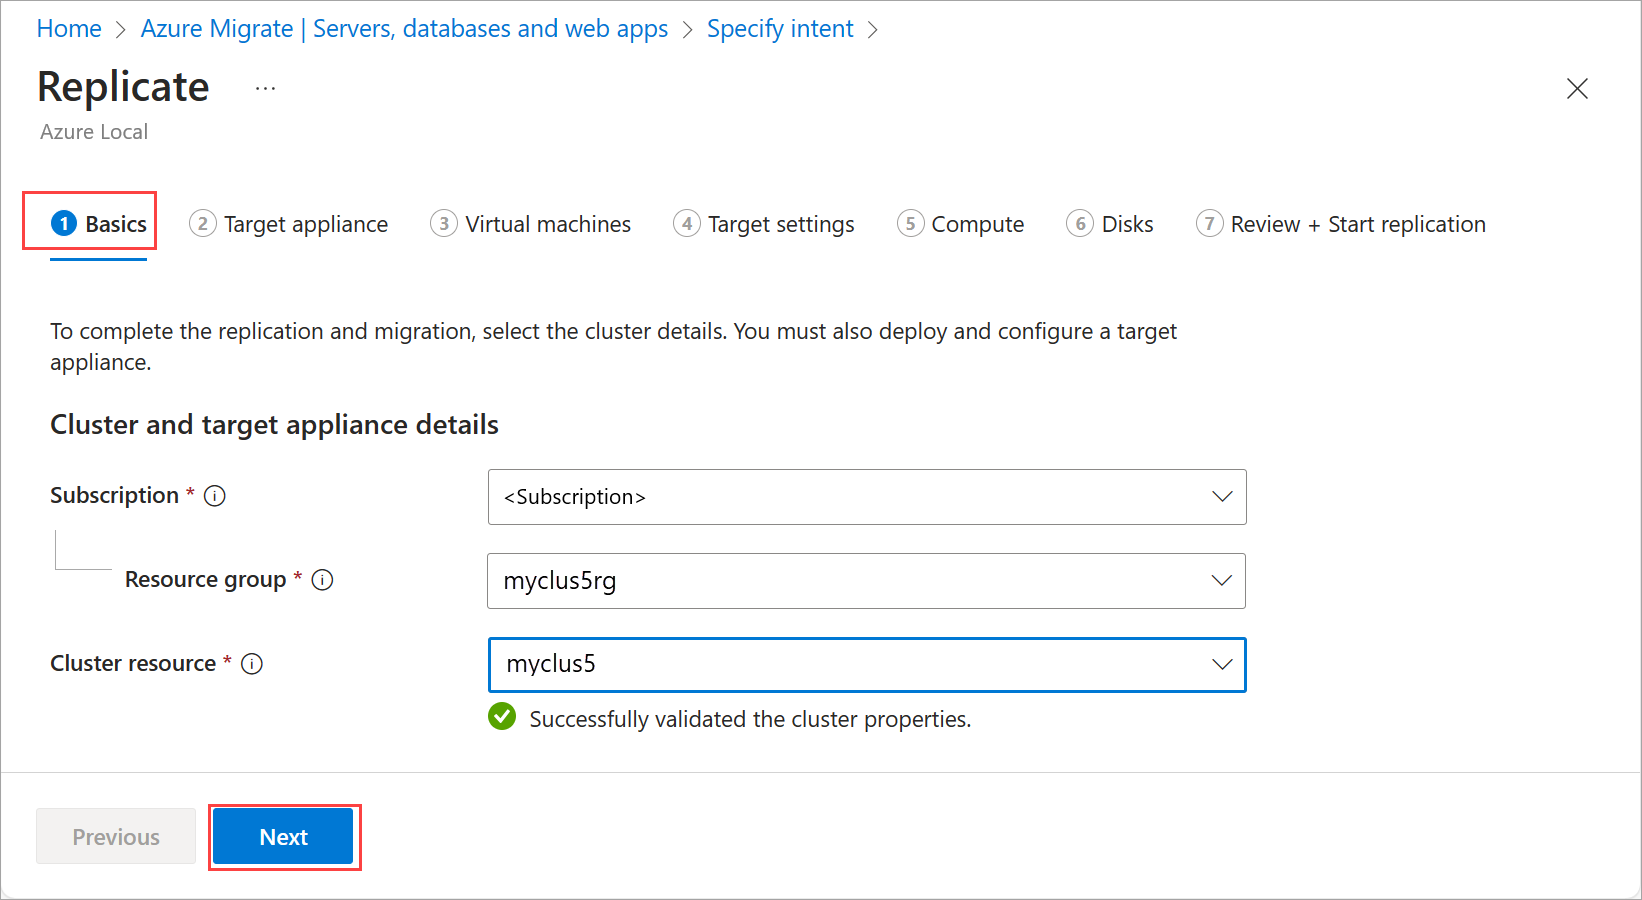 Home > Azure Migrate | Servers, databases and web apps > Specify intent >
Replicate ...
Azure Local
1 Basics 2 Target appliance 3 Virtual machines 4 Target settings 5 Compute 6 Disks 7 Review + Start replication
To complete the replication and migration, select the cluster details. You must also deploy and configure a target
appliance.
Cluster and target appliance details
Subscription * <Subscription>
Resource group * myclus5rg
Cluster resource * myclus5
Successfully validated the cluster properties.
Previous Next